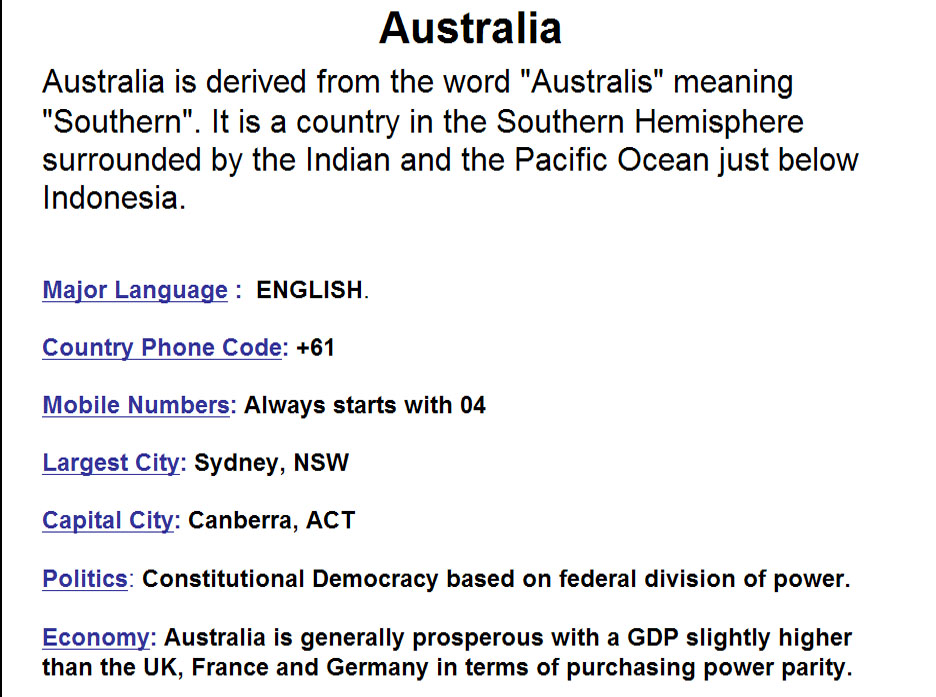 Australia
Australia is derived from the word "Australis" meaning
"Southern". It is a country in the Southern Hemisphere
surrounded by the Indian and the Pacific Ocean just below
Indonesia.
Major Language :  ENGLISH.
Country Phone Code: +61
Mobile Numbers: Always starts with 04
Largest City: Sydney, NSW
Capital City: Canberra, ACT
Politics: Constitutional Democracy based on federal division of power.
Economy: Australia is generally prosperous with a GDP slightly higher
than the UK, France and Germany in terms of purchasing power parity.